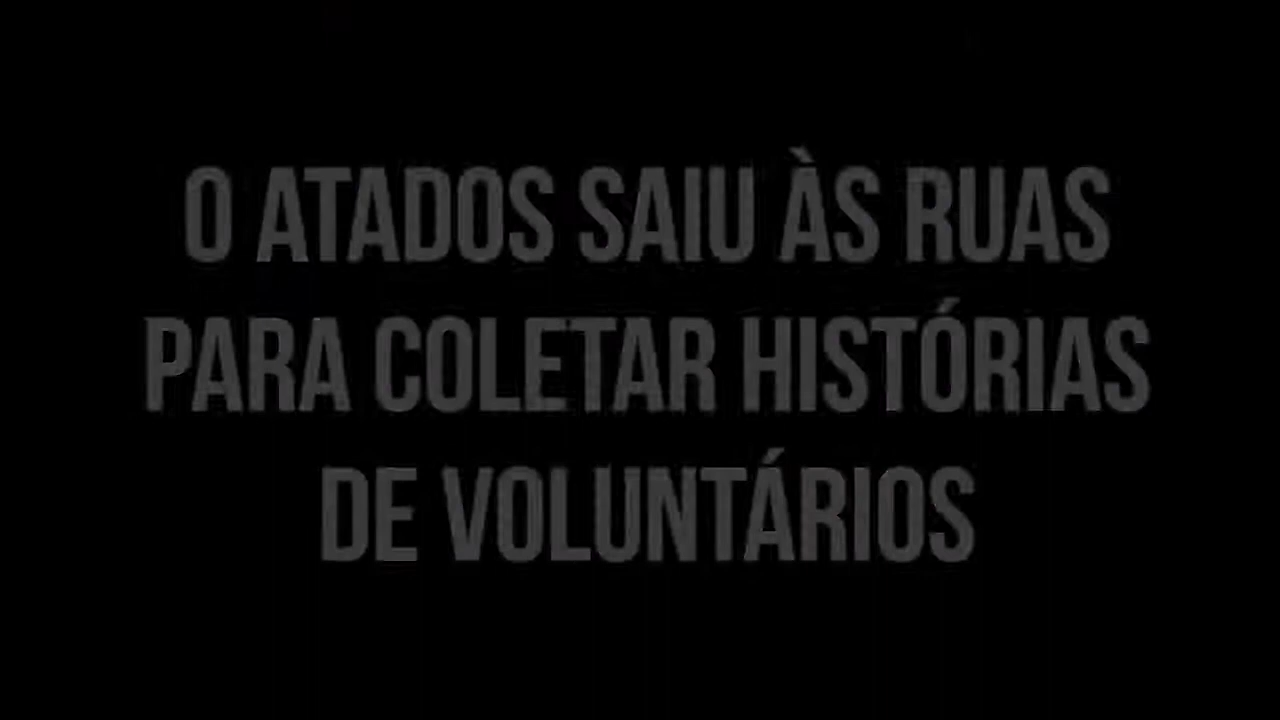 O ATADOS SAIU ÀS RUAS
PARA COLETAR HISTÓRIAS
DE VOLUNTÁRIOS